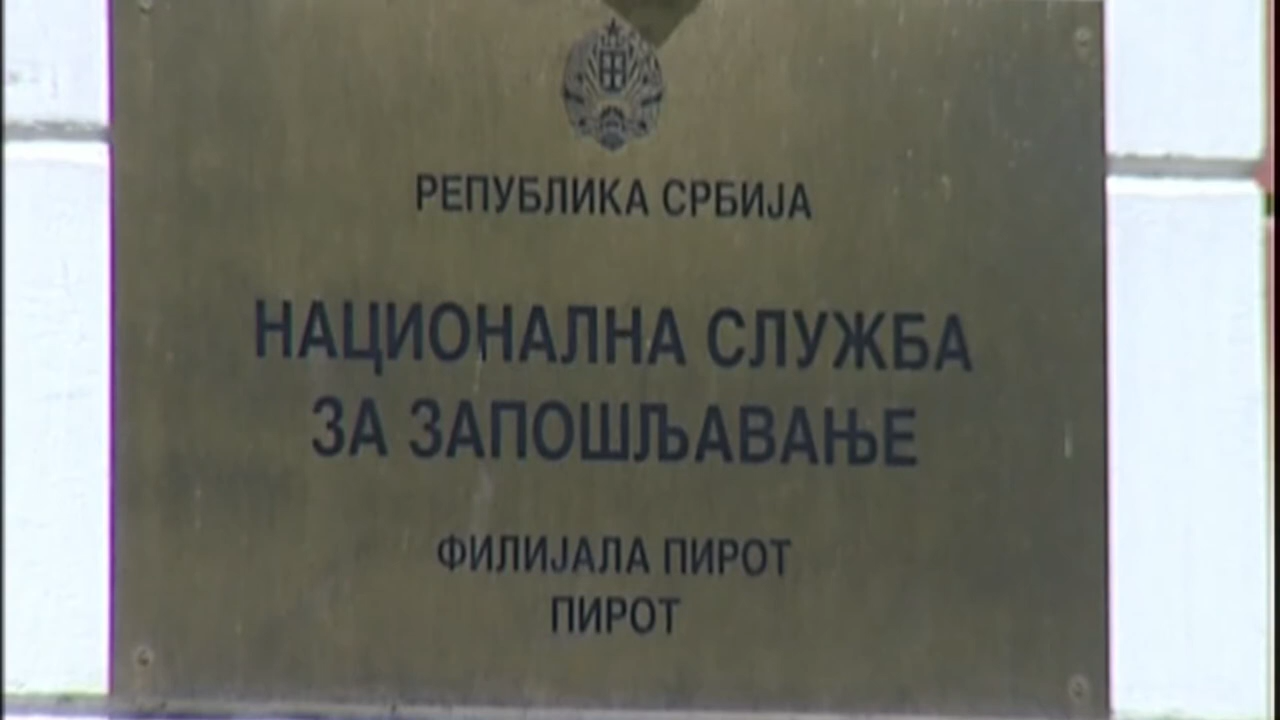 РЕПУБЛИКА СРБИЈА
НАЦИОНАЛНА СЛУЖБА
ЗА ЗАПОШЉАВАЊЕ
ФИЛИЈАЛА ПИРОТ
ПИРОТ